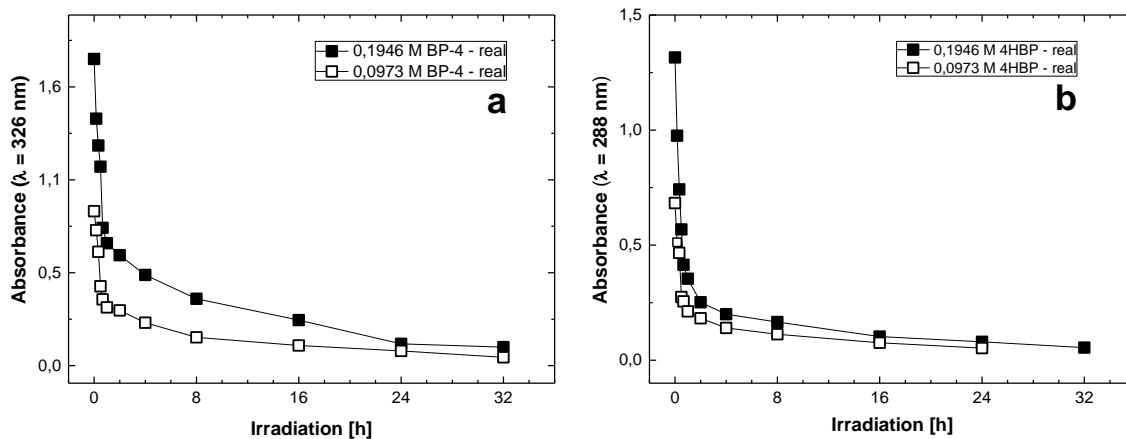 0,1946 M BP-4 - real
0,0973 M BP-4 - real
a
1,6
1,1
0,5
0,0
Absorbance (λ = 326 nm)
0 8 16 24 32
Irradiation [h]
0,1946 M 4HBP - real
0,0973 M 4HBP - real
b
1,5
1,0
0,5
0,0
Absorbance (λ = 288 nm)
0 8 16 24 32
Irradiation [h]